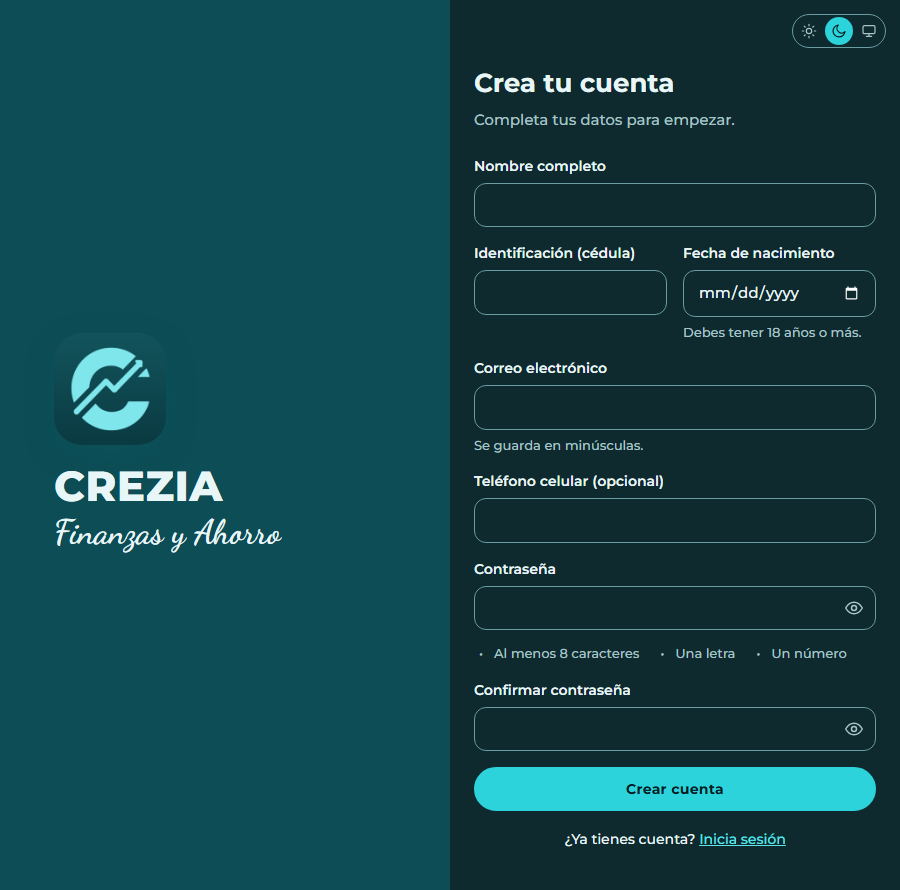 CREZIA
Finanzas y Ahorro
Crea tu cuenta
Completa tus datos para empezar.
Nombre completo
Identificación (cédula)
Fecha de nacimiento
mm/dd/yyyy
Debes tener 18 años o más.
Correo electrónico
Se guarda en minúsculas.
Teléfono celular (opcional)
Contraseña
• Al menos 8 caracteres • Una letra • Un número
Confirmar contraseña
Crear cuenta
¿Ya tienes cuenta? Inicia sesión